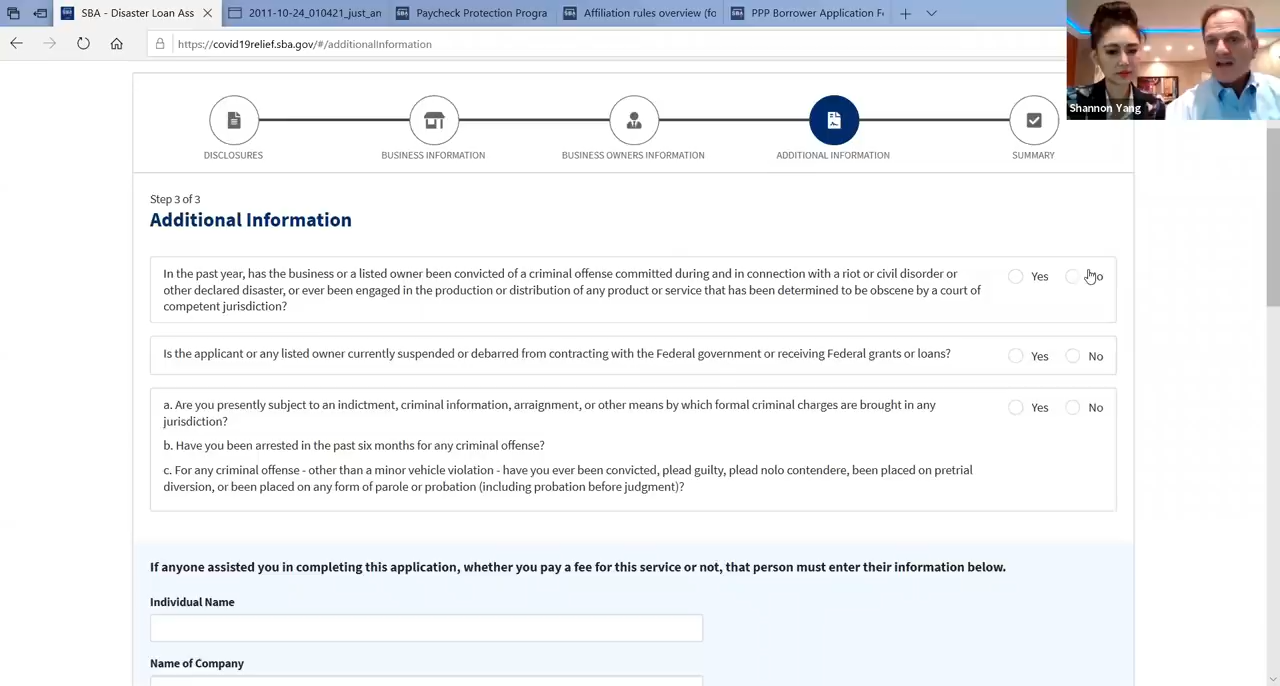 SBA - Disaster Loan Ass
2011-10-24_010421_just_an
Paycheck Protection Progra
Affiliation rules overview (fo
PPP Borrower Application Fo
https://covid19relief.sba.gov/#/additionalInformation
Shannon Yang
DISCLOSURES
BUSINESS INFORMATION
BUSINESS OWNERS INFORMATION
ADDITIONAL INFORMATION
SUMMARY
Step 3 of 3
Additional Information
In the past year, has the business or a listed owner been convicted of a criminal offense committed during and in connection with a riot or civil disorder or
other declared disaster, or ever been engaged in the production or distribution of any product or service that has been determined to be obscene by a court of
competent jurisdiction?
Yes No
Is the applicant or any listed owner currently suspended or debarred from contracting with the Federal government or receiving Federal grants or loans?
Yes No
a. Are you presently subject to an indictment, criminal information, arraignment, or other means by which formal criminal charges are brought in any
jurisdiction?
Yes No
b. Have you been arrested in the past six months for any criminal offense?
c. For any criminal offense - other than a minor vehicle violation - have you ever been convicted, plead guilty, plead nolo contendere, been placed on pretrial
diversion, or been placed on any form of parole or probation (including probation before judgment)?
If anyone assisted you in completing this application, whether you pay a fee for this service or not, that person must enter their information below.
Individual Name
Name of Company